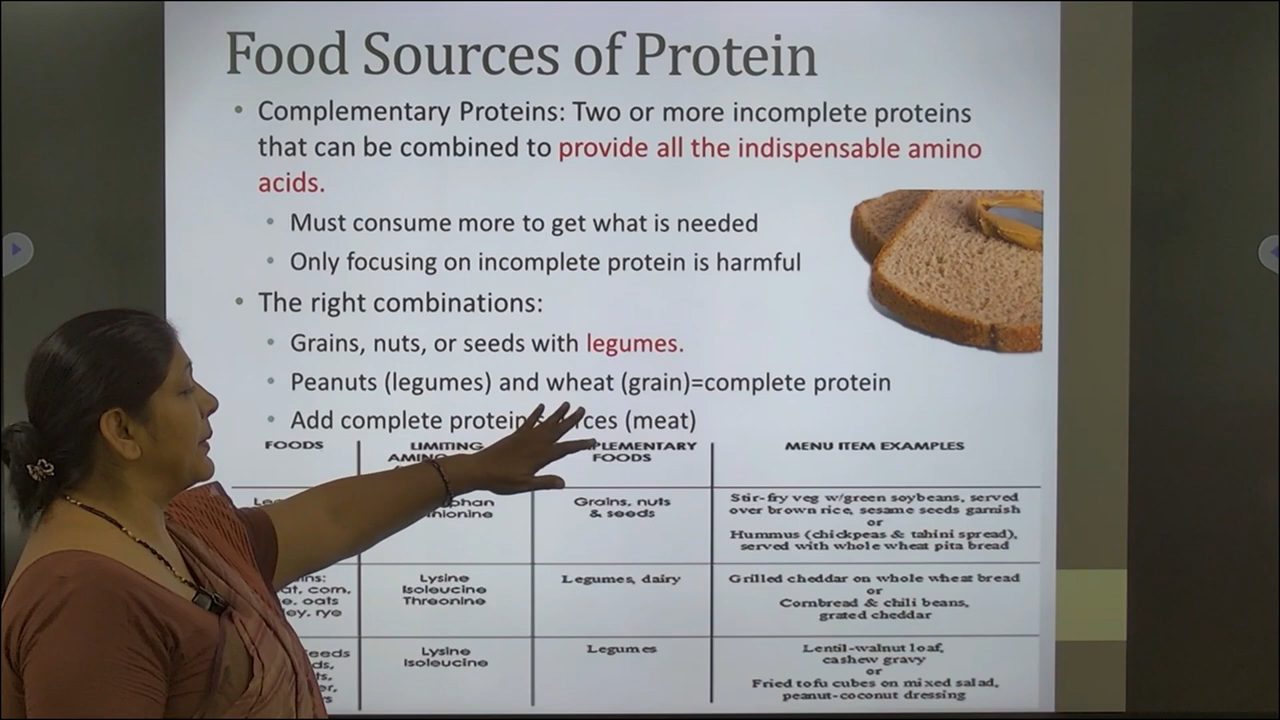 Food Sources of Protein
Complementary Proteins: Two or more incomplete proteins
that can be combined to provide all the indispensable amino
acids.
Must consume more to get what is needed
Only focusing on incomplete protein is harmful
The right combinations:
Grains, nuts, or seeds with legumes.
Peanuts (legumes) and wheat (grain)=complete protein
Add complete protein (meat)
FOODS
LIMITING
MENU ITEM EXAMPLES
FOODS
Grains, nuts
& seeds
Stir-fry veg w/green soybeans, served
over brown rice, sesame seeds garnish
or
Hummus (chickpeas & tahini spread),
served with whole wheat pita bread
corn,
oats
rye
Lysine
Isoleucine
Threonine
Legumes, dairy
Grilled cheddar on whole wheat bread
or
Cornbread & chili beans,
grated cheddar
Lysine
Isoleucine
Legumes
Lentil-walnut loaf,
cashew gravy
or
Fried tofu cubes on mixed salad,
peanut-coconut dressing